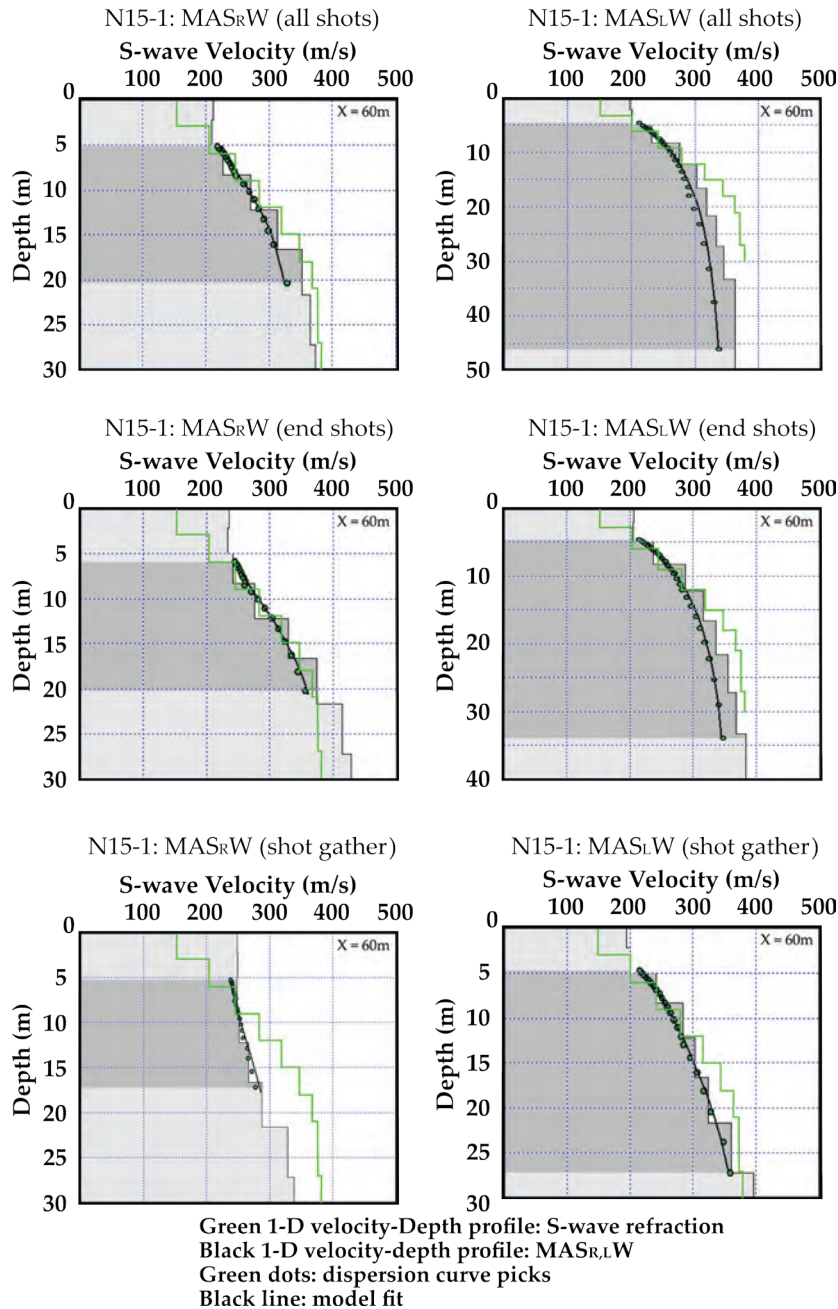 N15-1: MASRW (all shots)
S-wave Velocity (m/s)
0 100 200 300 400 500
X = 60m
Depth (m)
0
5
10
15
20
25
30
N15-1: MASLW (all shots)
S-wave Velocity (m/s)
0 100 200 300 400 500
X = 60m
Depth (m)
0
10
20
30
40
50
N15-1: MASRW (end shots)
S-wave Velocity (m/s)
0 100 200 300 400 500
X = 60m
Depth (m)
0
5
10
15
20
25
30
N15-1: MASLW (end shots)
S-wave Velocity (m/s)
0 100 200 300 400 500
X = 60m
Depth (m)
0
10
20
30
40
N15-1: MASRW (shot gather)
S-wave Velocity (m/s)
0 100 200 300 400 500
X = 60m
Depth (m)
0
5
10
15
20
25
30
N15-1: MASLW (shot gather)
S-wave Velocity (m/s)
0 100 200 300 400 500
X = 60m
Depth (m)
0
5
10
15
20
25
30
Green 1-D velocity-Depth profile: S-wave refraction
Black 1-D velocity-depth profile: MASR,LW
Green dots: dispersion curve picks
Black line: model fit